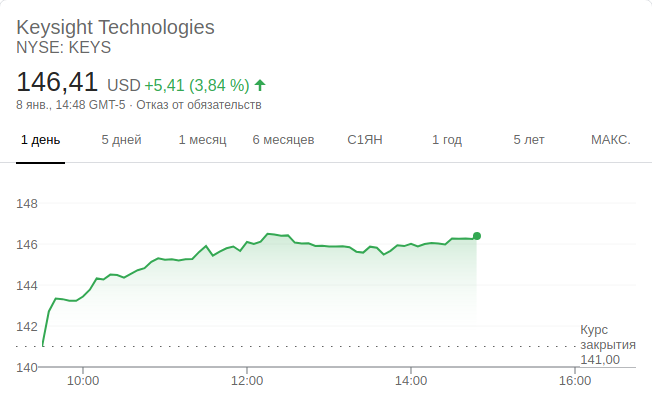 Keysight Technologies
NYSE: KEYS
146,41 USD +5,41 (3,84 %)
8 янв., 14:48 GMT-5 · Отказ от обязательств
1 день 5 дней 1 месяц 6 месяцев С1ЯН 1 год 5 лет МАКС.
148
146
144
142
140
Курс
закрытия
141,00
10:00 12:00 14:00 16:00